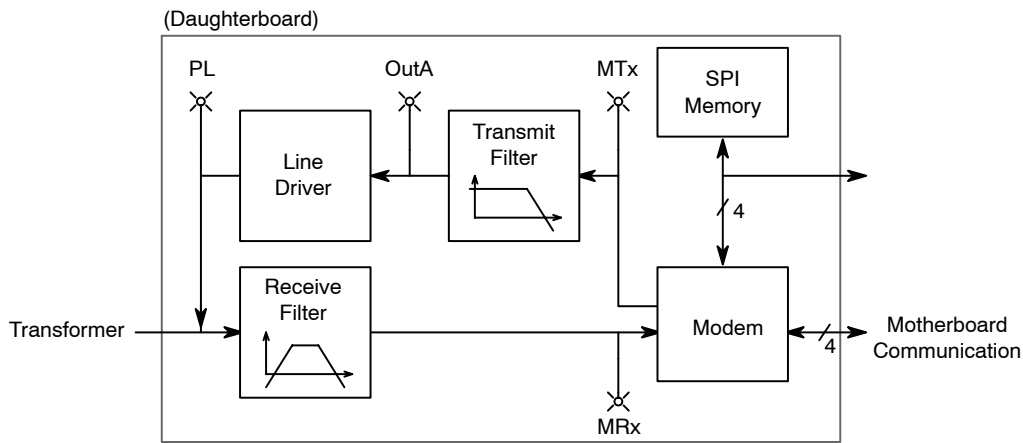 (Daughterboard)
PL
OutA
MTx
SPI
Memory
Transmit
Filter
Line
Driver
4
Receive
Filter
Transformer
Modem
4
Motherboard
Communication
MRx